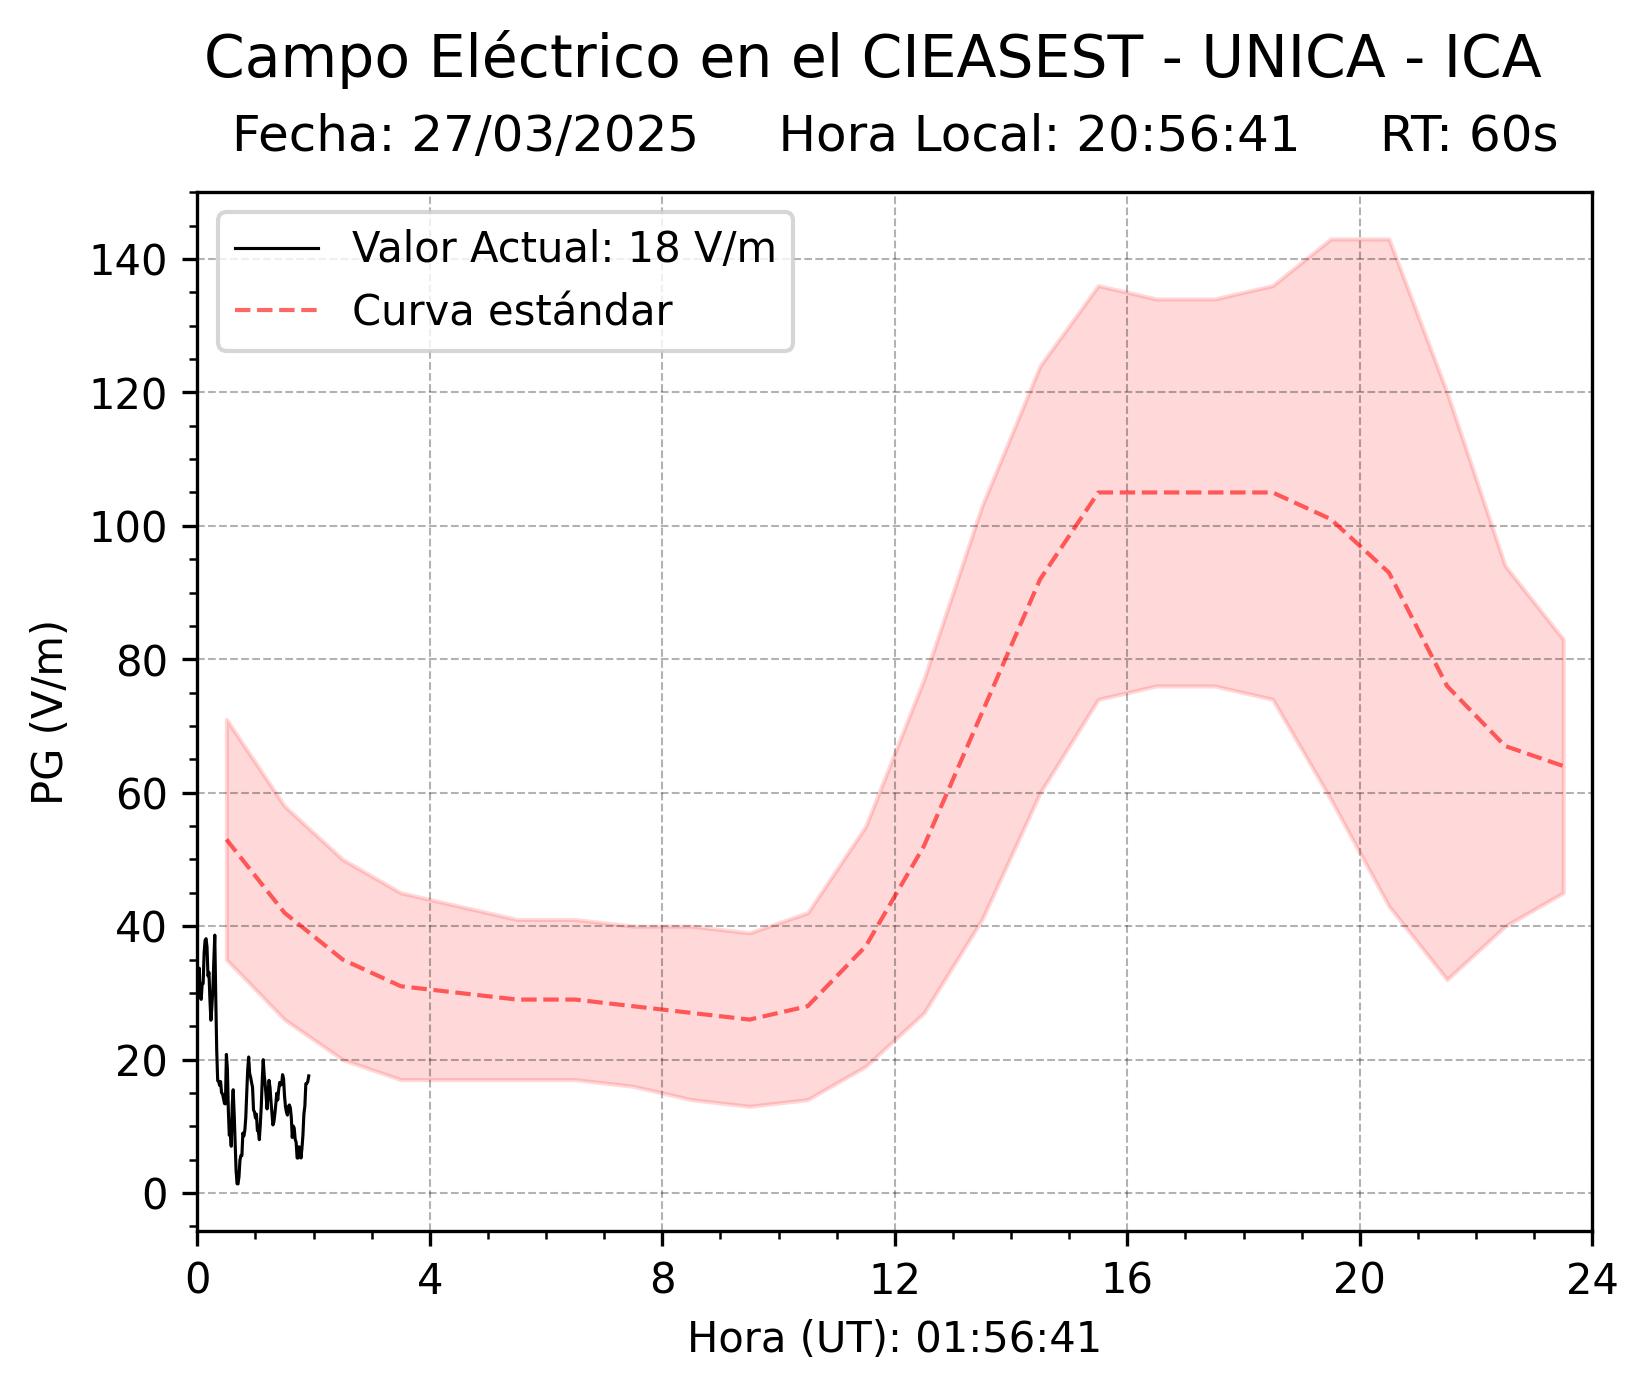 Campo Eléctrico en el CIEASEST - UNICA - ICA
Fecha: 27/03/2025 Hora Local: 20:56:41 RT: 60s
Valor Actual: 18 V/m
Curva estándar
PG (V/m)
140
120
100
80
60
40
20
0
0 4 8 12 16 20 24
Hora (UT): 01:56:41